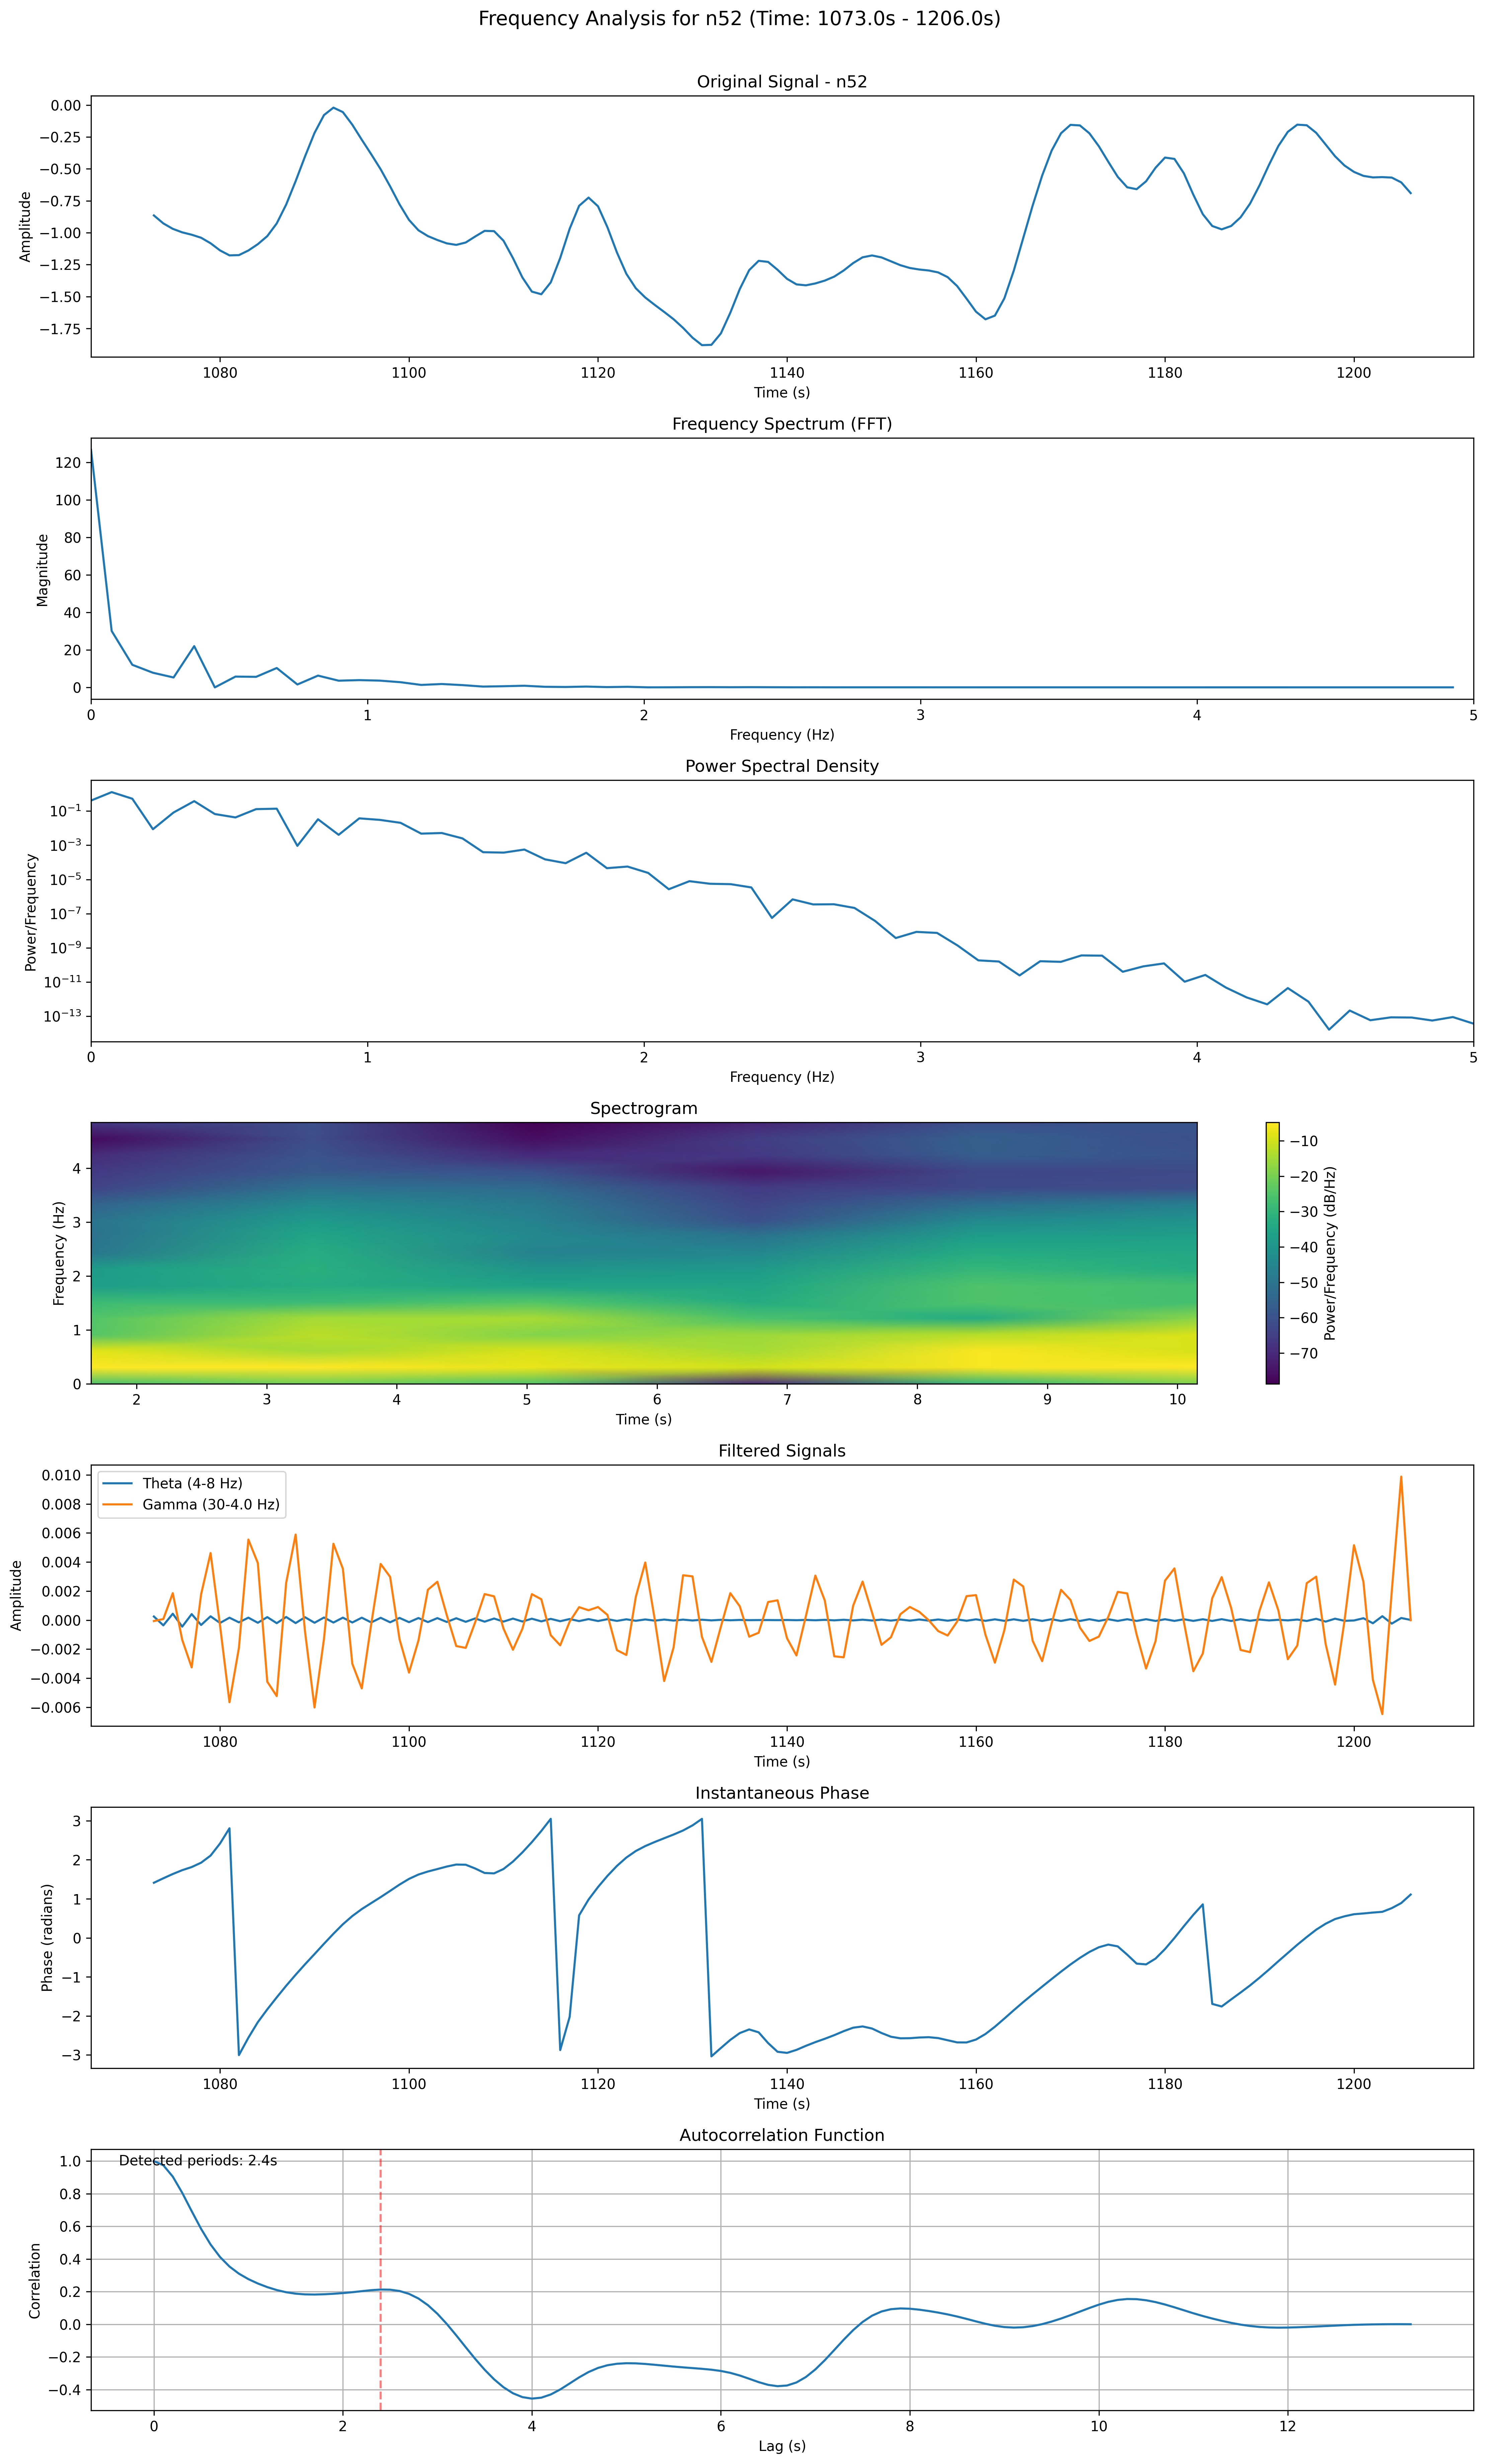 Frequency Analysis for n52 (Time: 1073.0s - 1206.0s)
Original Signal - n52
0.00
−0.25
−0.50
−0.75
−1.00
−1.25
−1.50
−1.75
Amplitude
1080 1100 1120 1140 1160 1180 1200
Time (s)
Frequency Spectrum (FFT)
120
100
80
60
40
20
0
Magnitude
0 1 2 3 4 5
Frequency (Hz)
Power Spectral Density
10⁻¹
10⁻³
10⁻⁵
10⁻⁷
10⁻⁹
10⁻¹¹
10⁻¹³
Power/Frequency
0 1 2 3 4 5
Frequency (Hz)
Spectrogram
4
3
2
1
0
Frequency (Hz)
2 3 4 5 6 7 8 9 10
Time (s)
−10
−20
−30
−40
−50
−60
−70
Power/Frequency (dB/Hz)
Filtered Signals
Theta (4-8 Hz)
Gamma (30-4.0 Hz)
0.010
0.008
0.006
0.004
0.002
0.000
−0.002
−0.004
−0.006
Amplitude
1080 1100 1120 1140 1160 1180 1200
Time (s)
Instantaneous Phase
3
2
1
0
−1
−2
−3
Phase (radians)
1080 1100 1120 1140 1160 1180 1200
Time (s)
Autocorrelation Function
Detected periods: 2.4s
1.0
0.8
0.6
0.4
0.2
0.0
−0.2
−0.4
Correlation
0 2 4 6 8 10 12
Lag (s)